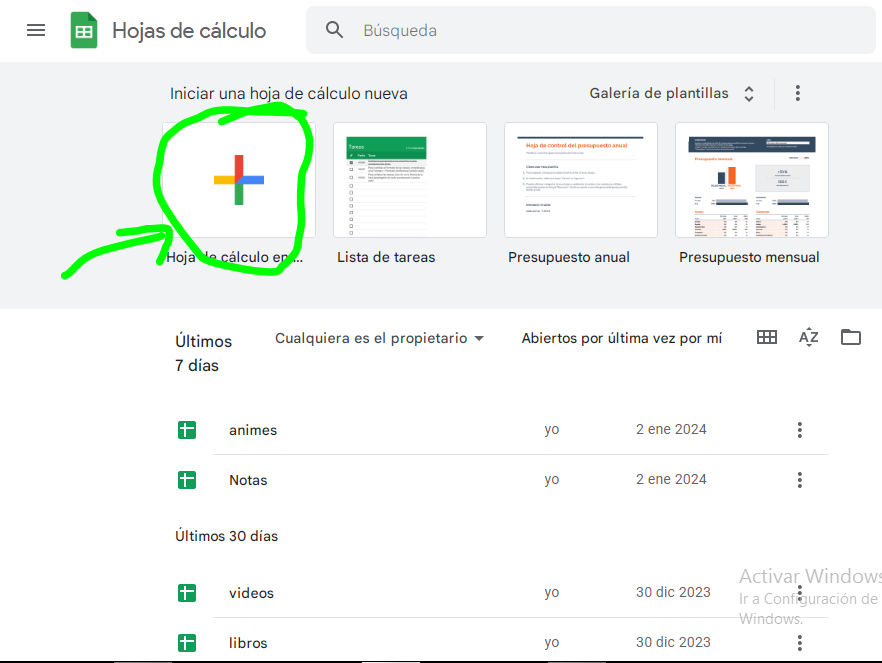 Hojas de cálculo
Búsqueda
Iniciar una hoja de cálculo nueva
Galería de plantillas
Tareas
Hoja de control del presupuesto anual
Presupuesto mensual
Hoja de cálculo en...
Lista de tareas
Presupuesto anual
Presupuesto mensual
Últimos
7 días
Cualquiera es el propietario
Abiertos por última vez por mí
AZ
animes yo 2 ene 2024
Notas yo 2 ene 2024
Últimos 30 días
videos yo 30 dic 2023
libros yo 30 dic 2023
Activar Windows
Ir a Configuración de
Windows.